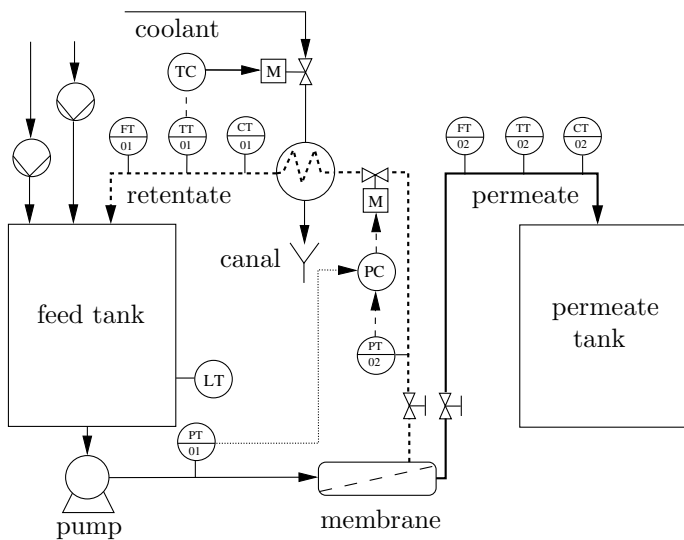 coolant
TC
M
FT
01
TT
01
CT
01
FT
02
TT
02
CT
02
retentate
M
permeate
canal
PC
feed tank
permeate
tank
PT
02
LT
PT
01
pump
membrane